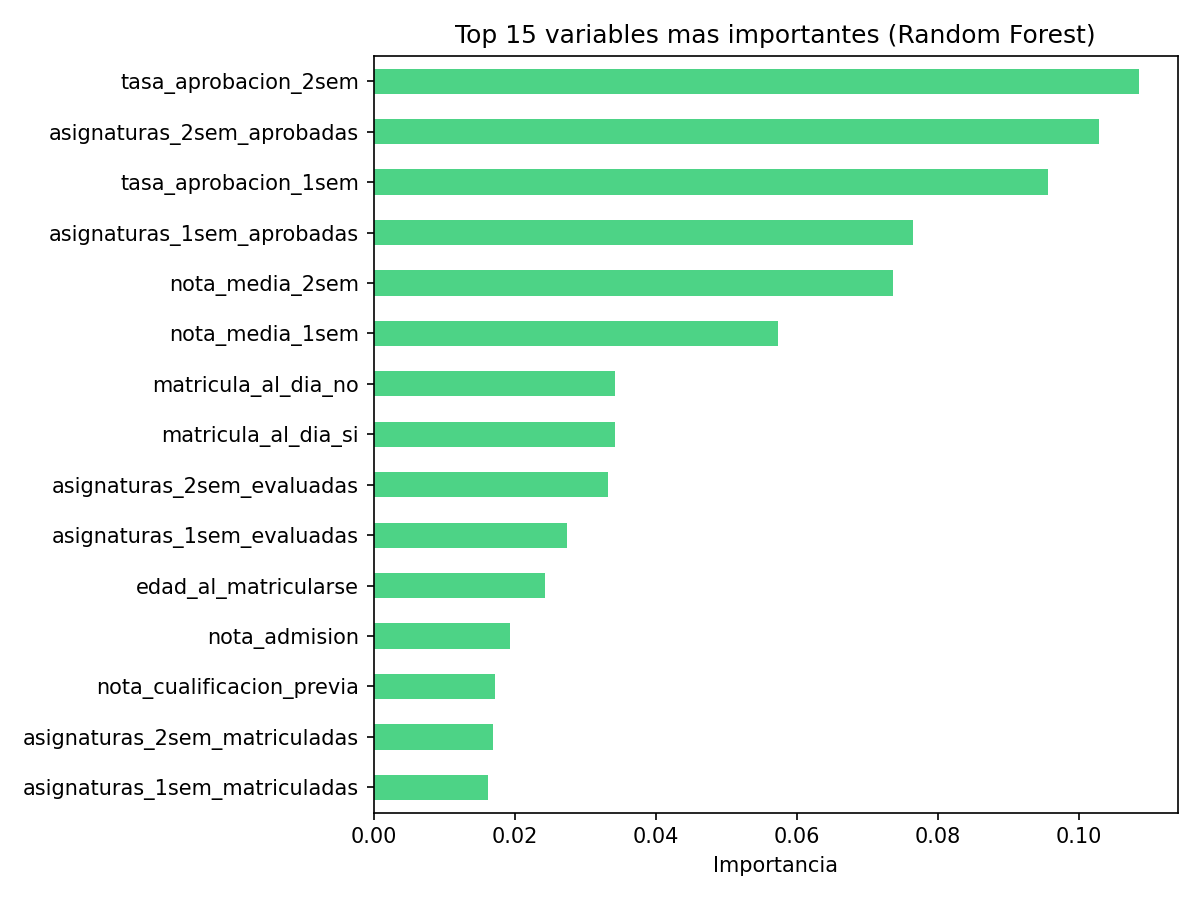 Top 15 variables mas importantes (Random Forest)
tasa_aprobacion_2sem
asignaturas_2sem_aprobadas
tasa_aprobacion_1sem
asignaturas_1sem_aprobadas
nota_media_2sem
nota_media_1sem
matricula_al_dia_no
matricula_al_dia_si
asignaturas_2sem_evaluadas
asignaturas_1sem_evaluadas
edad_al_matricularse
nota_admision
nota_cualificacion_previa
asignaturas_2sem_matriculadas
asignaturas_1sem_matriculadas
0.00 0.02 0.04 0.06 0.08 0.10
Importancia